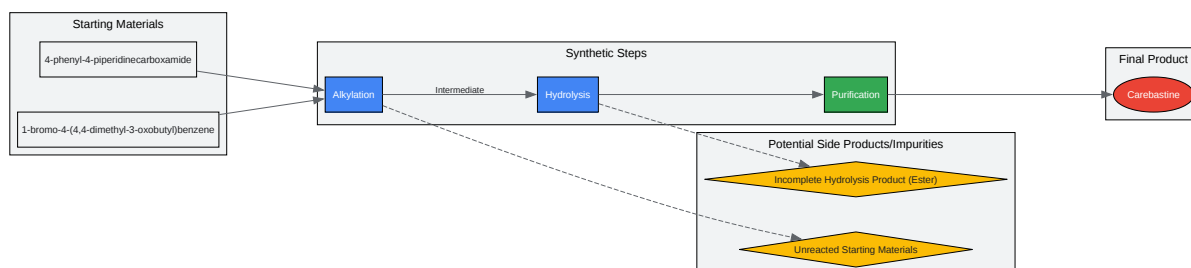 Starting Materials
4-phenyl-4-piperidinecarboxamide
1-bromo-4-(4,4-dimethyl-3-oxobutyl)benzene
Synthetic Steps
Alkylation
Intermediate
Hydrolysis
Purification
Final Product
Carebastine
Potential Side Products/Impurities
Incomplete Hydrolysis Product (Ester)
Unreacted Starting Materials